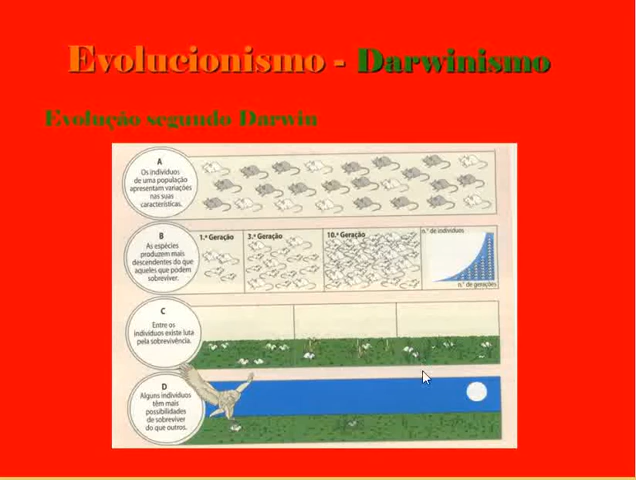 Evolucionismo - Darwinismo
Evolução segundo Darwin
A
Os indivíduos
de uma população
apresentam variações
nas suas
características.
B
As espécies
produzem mais
descendentes do que
aqueles que podem
sobreviver.
1.ª Geração
3.ª Geração
10.ª Geração
n.º de indivíduos
n.º de gerações
C
Entre os
indivíduos existe luta
pela sobrevivência.
D
Alguns indivíduos
têm mais
possibilidades
de sobreviver
do que outros.